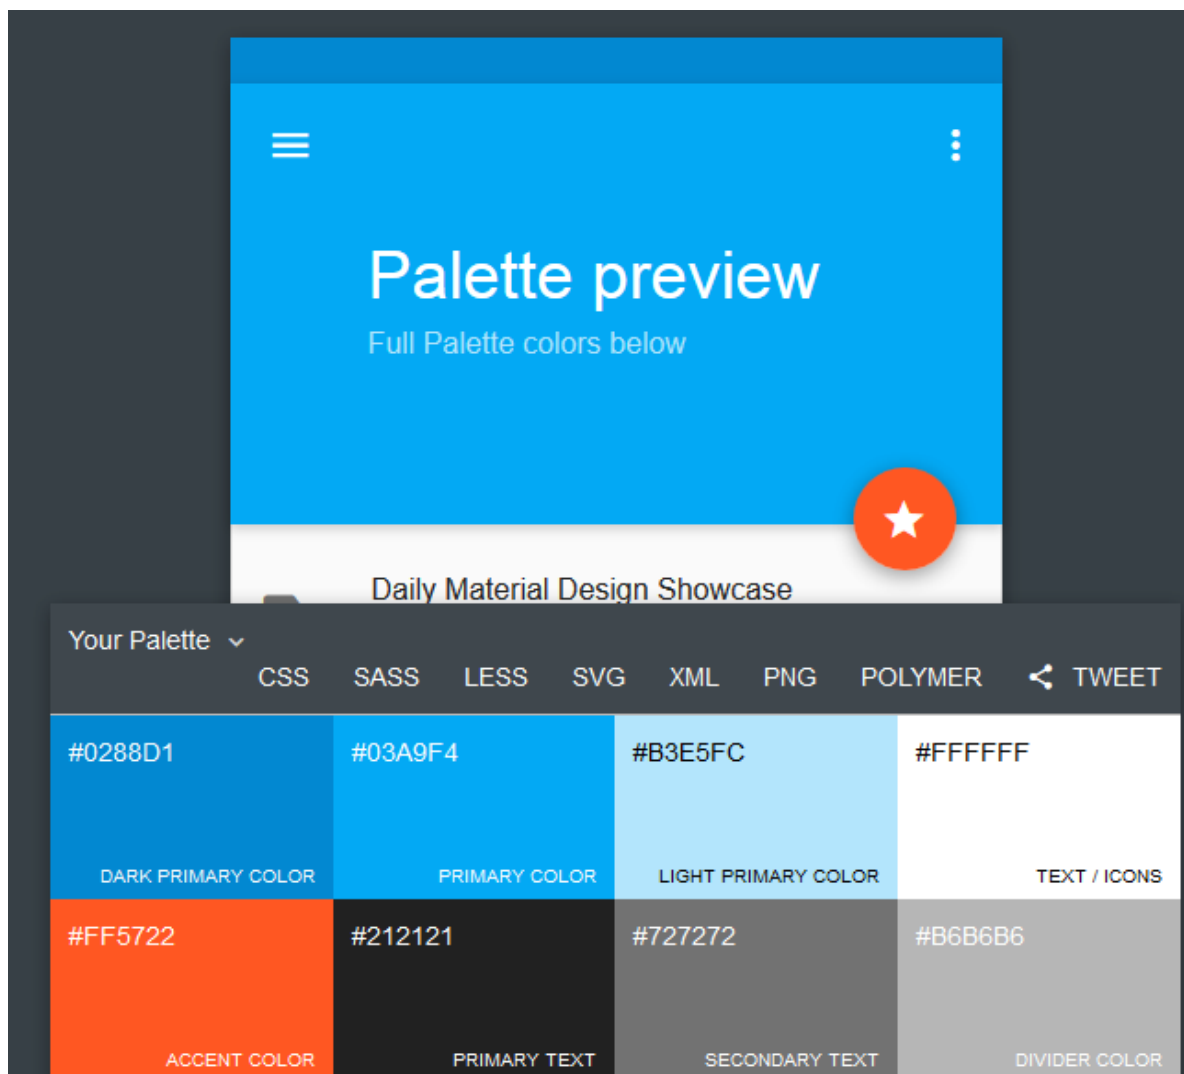 Palette preview
Full Palette colors below
Daily Material Design Showcase
Your Palette
CSS SASS LESS SVG XML PNG POLYMER TWEET
#0288D1 #03A9F4 #B3E5FC #FFFFFF
DARK PRIMARY COLOR PRIMARY COLOR LIGHT PRIMARY COLOR TEXT / ICONS
#FF5722 #212121 #727272 #B6B6B6
ACCENT COLOR PRIMARY TEXT SECONDARY TEXT DIVIDER COLOR